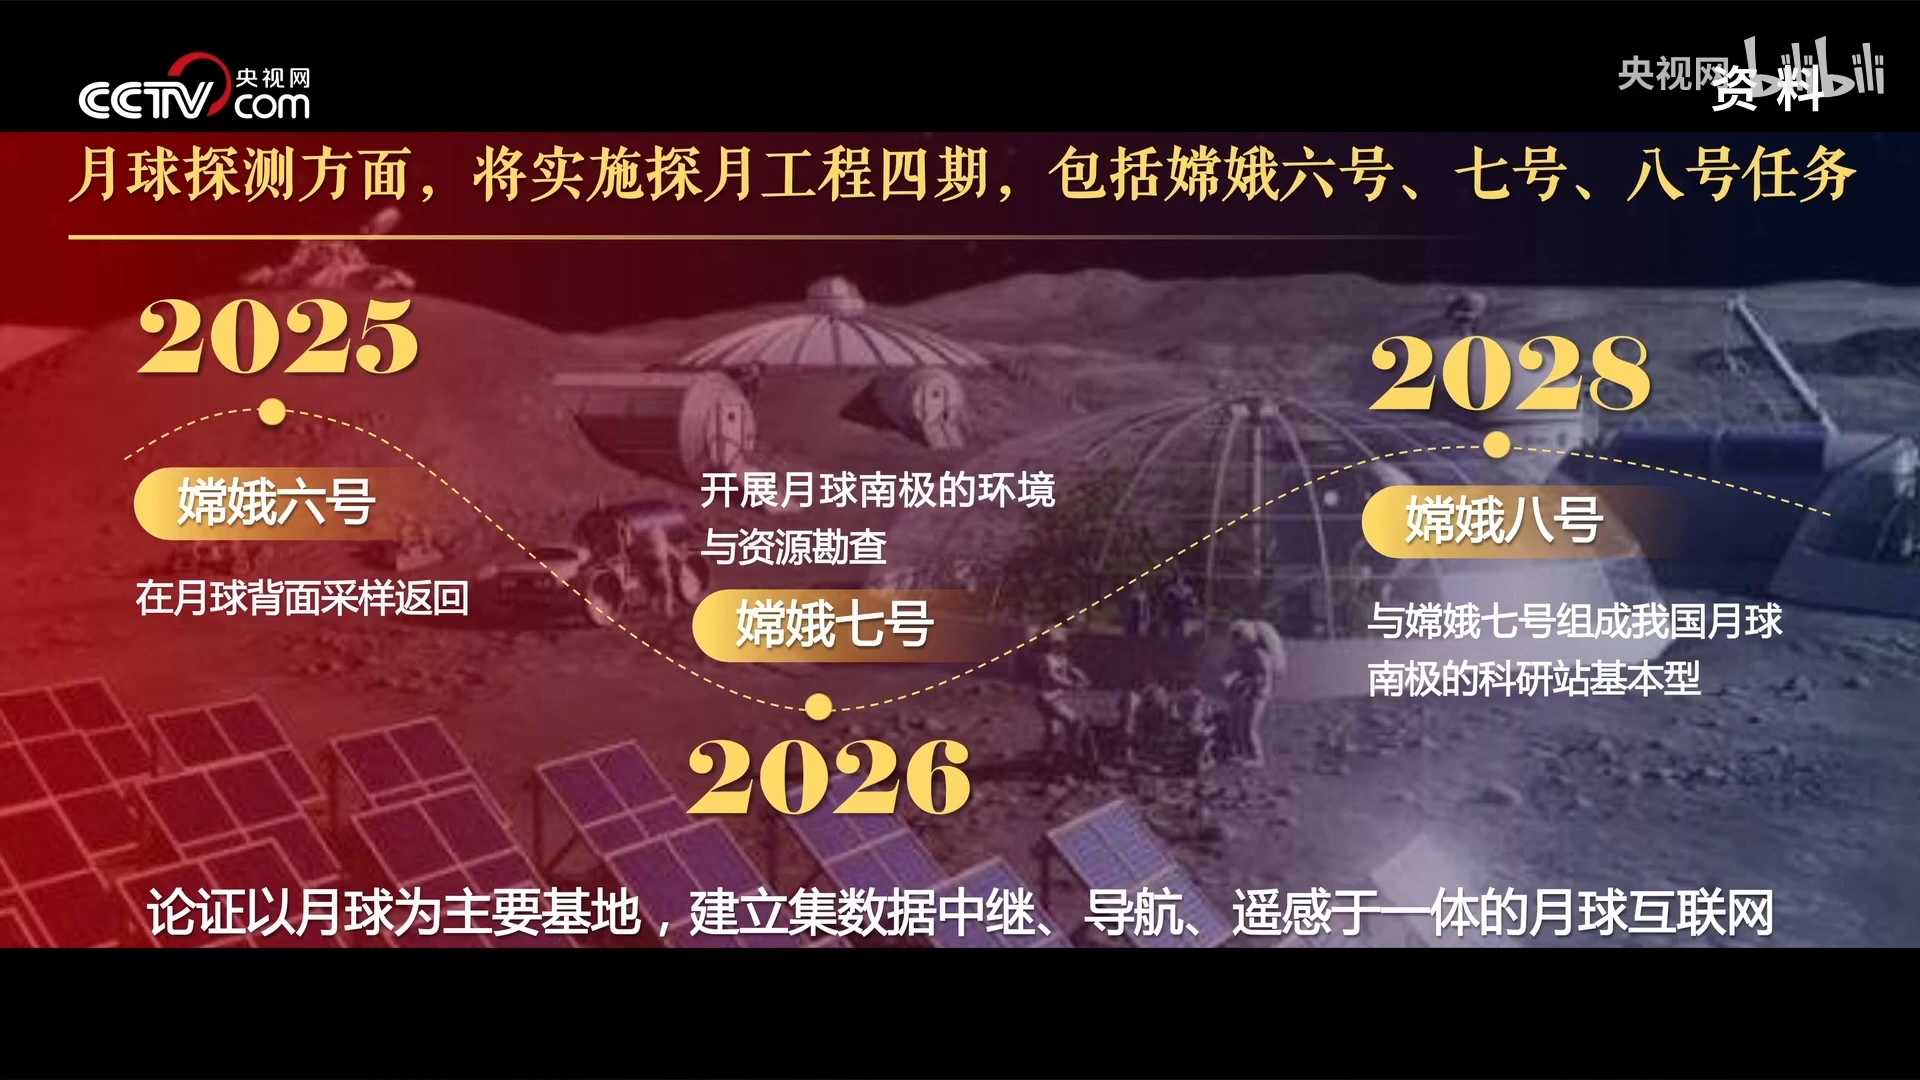 CCTV 央视网
com
央视网 bilibili
资料
月球探测方面，将实施探月工程四期，包括嫦娥六号、七号、八号任务
2025
嫦娥六号
在月球背面采样返回
开展月球南极的环境
与资源勘查
嫦娥七号
2026
2028
嫦娥八号
与嫦娥七号组成我国月球
南极的科研站基本型
论证以月球为主要基地，建立集数据中继、导航、遥感于一体的月球互联网